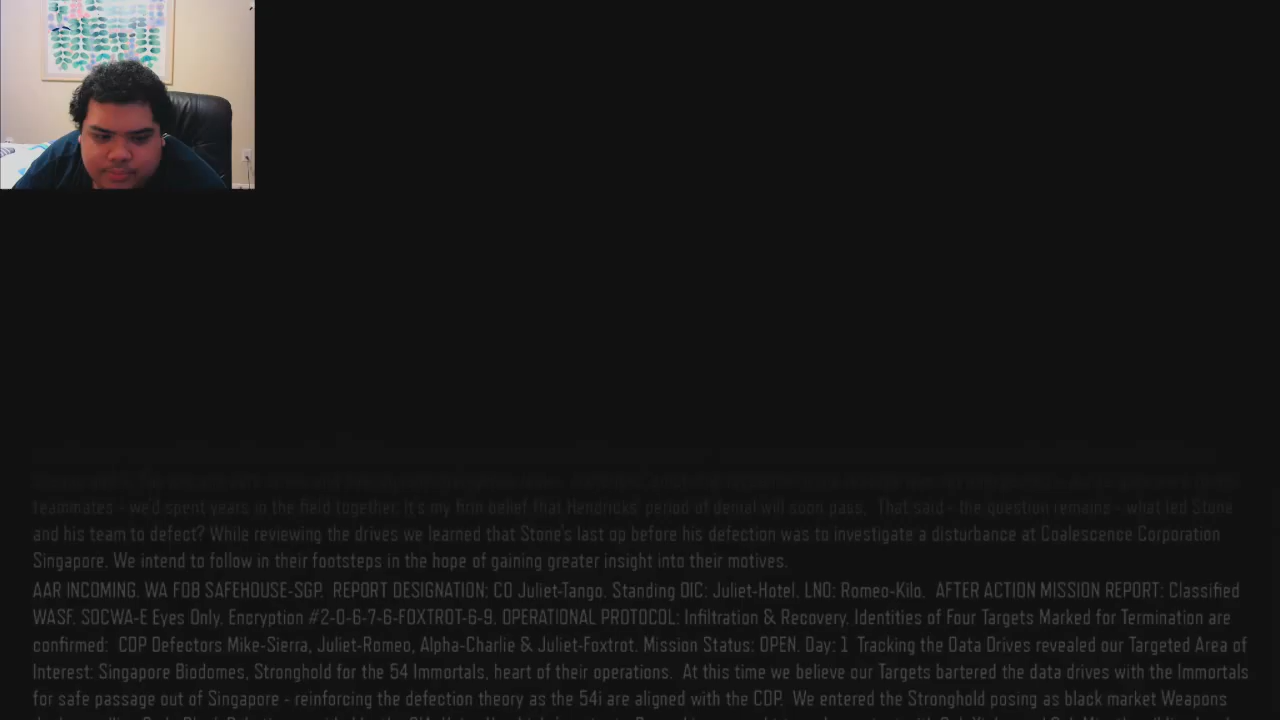 teammates - we'd spent years in the field together. It's my firm belief that Hendricks' period of denial will soon pass.  That said - the question remains - what led Stone
and his team to defect? While reviewing the drives we learned that Stone's last op before his defection was to investigate a disturbance at Coalescence Corporation
Singapore. We intend to follow in their footsteps in the hope of gaining greater insight into their motives.
AAR INCOMING. WA FOB SAFEHOUSE-SGP.  REPORT DESIGNATION: CO Juliet-Tango. Standing OIC: Juliet-Hotel. LNO: Romeo-Kilo.   AFTER ACTION MISSION REPORT: Classified
WASF. SOCWA-E Eyes Only. Encryption #2-0-6-7-6-FOXTROT-6-9. OPERATIONAL PROTOCOL: Infiltration & Recovery. Identities of Four Targets Marked for Termination are
confirmed:  CDP Defectors Mike-Sierra, Juliet-Romeo, Alpha-Charlie & Juliet-Foxtrot. Mission Status: OPEN. Day: 1  Tracking the Data Drives revealed our Targeted Area of
Interest: Singapore Biodomes, Stronghold for the 54 Immortals, heart of their operations.  At this time we believe our Targets bartered the data drives with the Immortals
for safe passage out of Singapore - reinforcing the defection theory as the 54i are aligned with the CDP.  We entered the Stronghold posing as black market Weapons